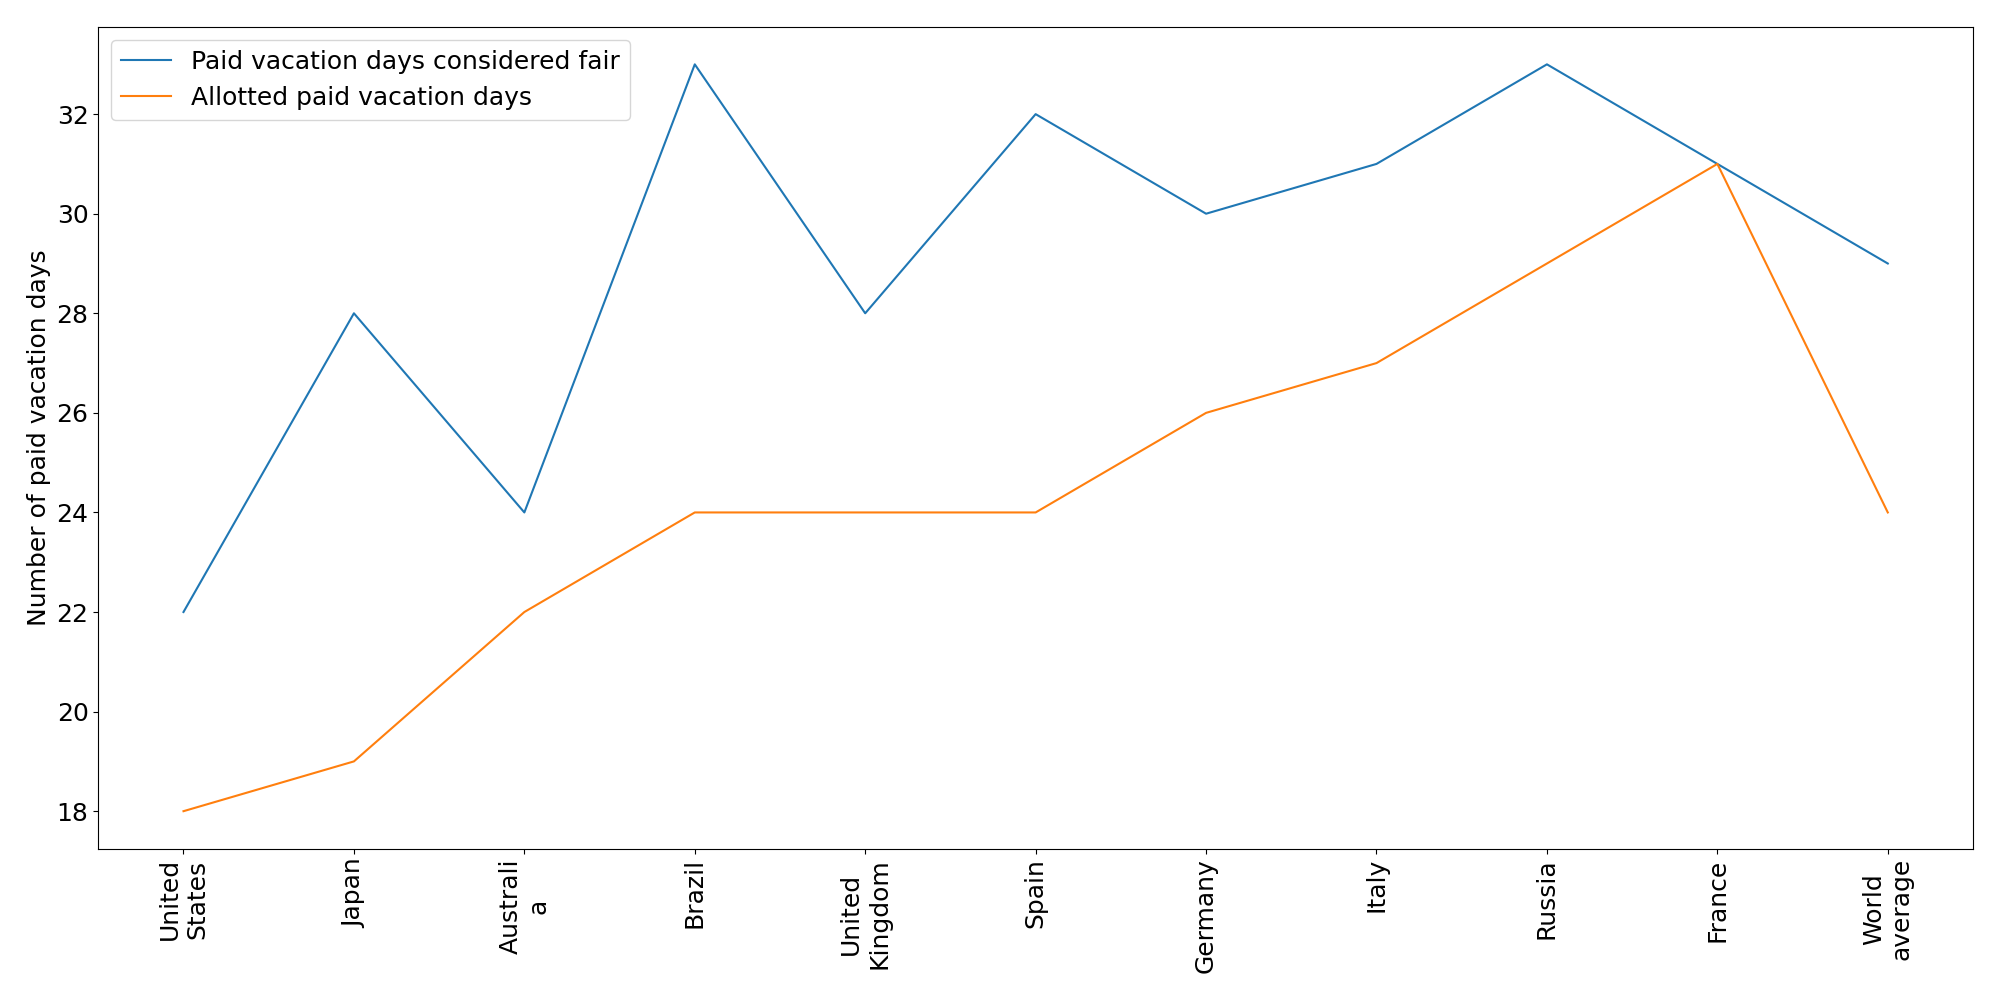 Paid vacation days considered fair
Allotted paid vacation days
Number of paid vacation days
32
30
28
26
24
22
20
18
United
States
Japan
Australi
a
Brazil
United
Kingdom
Spain
Germany
Italy
Russia
France
World
average